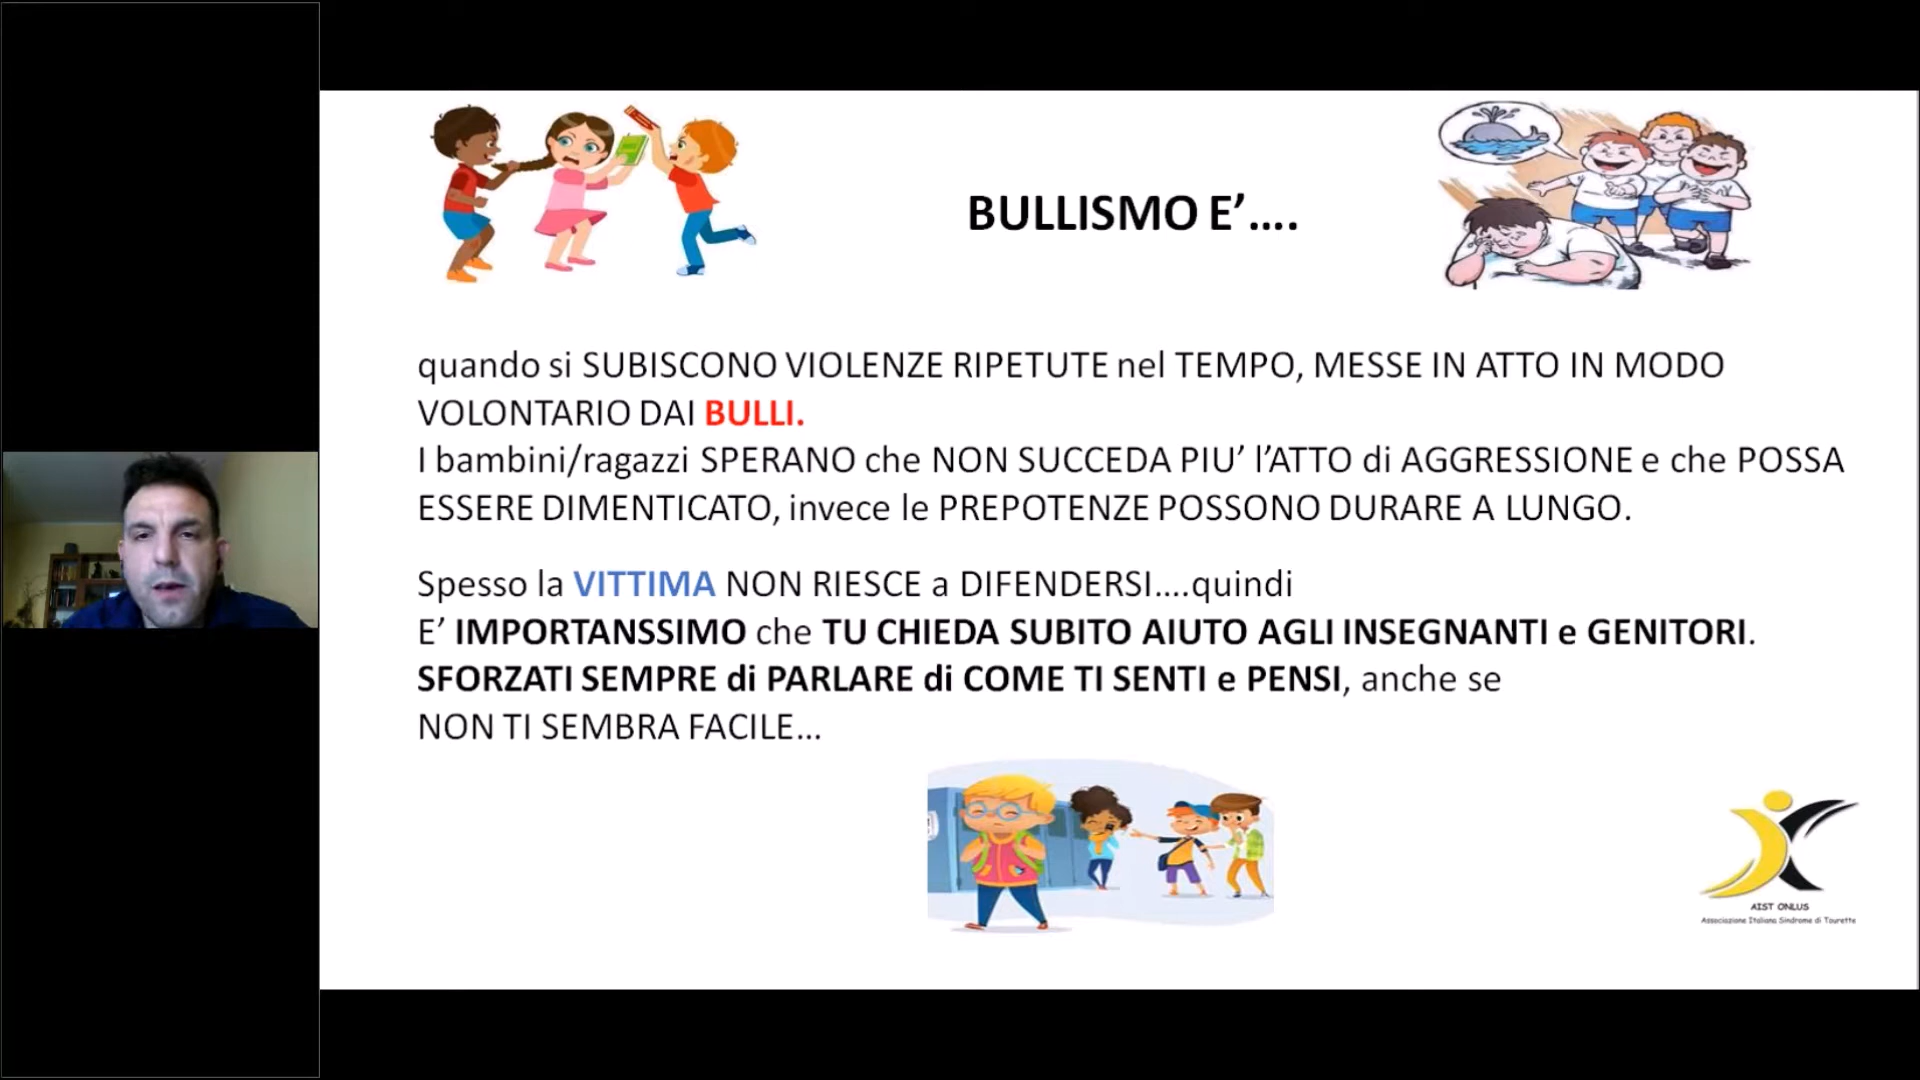 BULLISMO E’....
quando si SUBISCONO VIOLENZE RIPETUTE nel TEMPO, MESSE IN ATTO IN MODO
VOLONTARIO DAI BULLI.
I bambini/ragazzi SPERANO che NON SUCCEDA PIU’ l’ATTO di AGGRESSIONE e che POSSA
ESSERE DIMENTICATO, invece le PREPOTENZE POSSONO DURARE A LUNGO.
Spesso la VITTIMA NON RIESCE a DIFENDERSI....quindi
E’ IMPORTANSSIMO che TU CHIEDA SUBITO AIUTO AGLI INSEGNANTI e GENITORI.
SFORZATI SEMPRE di PARLARE di COME TI SENTI e PENSI, anche se
NON TI SEMBRA FACILE...
AIST ONLUS
Associazione Italiana Sindrome di Tourette